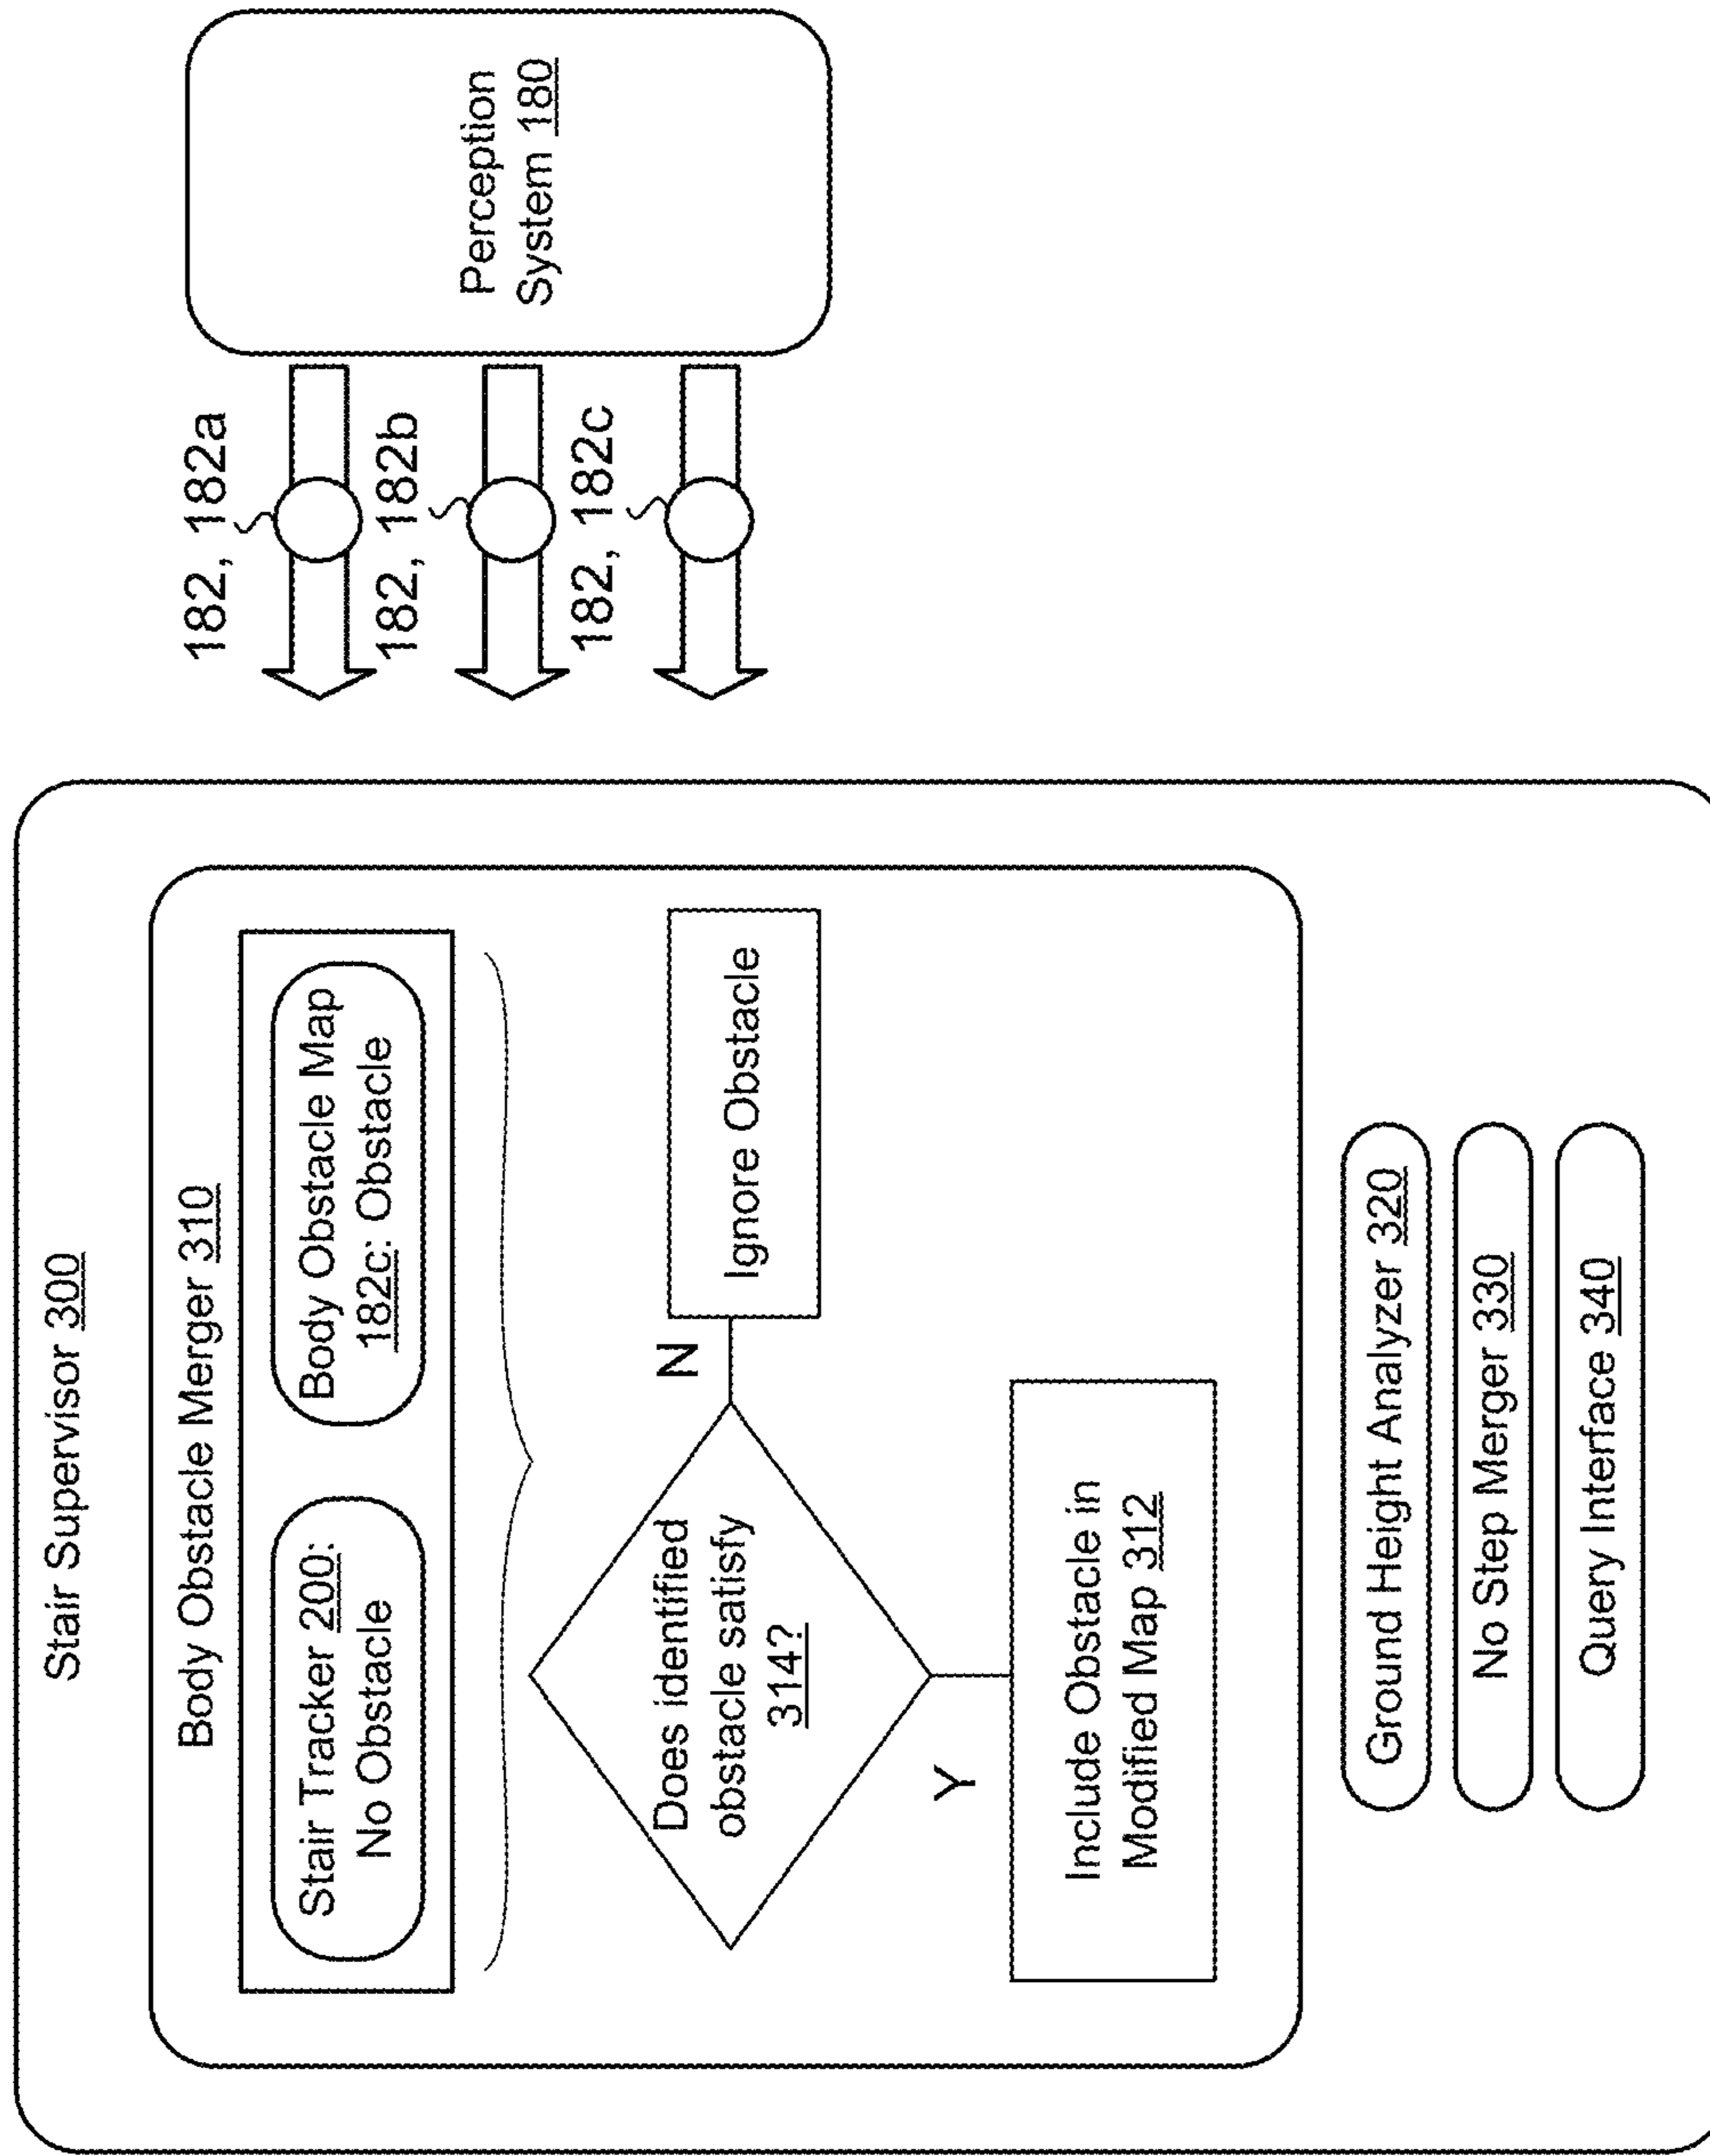 Stair Supervisor 300
Body Obstacle Merger 310
Stair Tracker 200:
No Obstacle
Body Obstacle Map
182c: Obstacle
Does identified
obstacle satisfy
314?
N
Ignore Obstacle
Y
Include Obstacle in
Modified Map 312
Ground Height Analyzer 320
No Step Merger 330
Query Interface 340
182, 182a
182, 182b
182, 182c
Perception
System 180